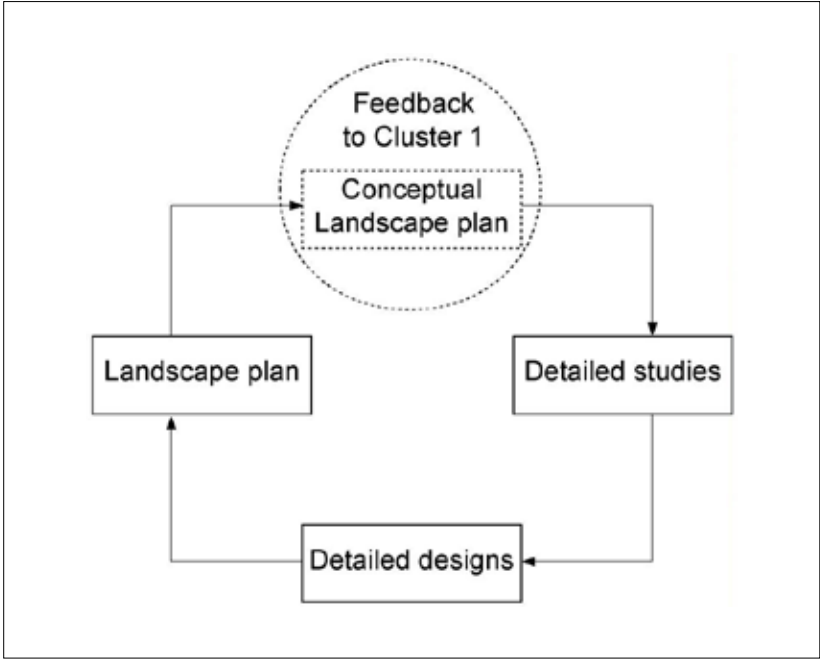 Feedback
to Cluster 1
Conceptual
Landscape plan
Landscape plan
Detailed studies
Detailed designs